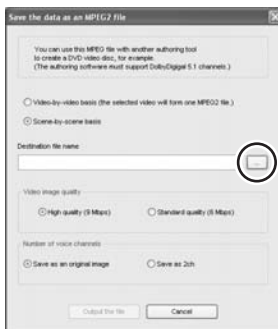 Save the data as an MPEG2 file
You can use this MPEG file with another authoring tool
to create a DVD video disc, for example.
(The authoring software must support DolbyDigigal 5.1 channels.)
Video-by-video basis (the selected video will form one MPEG2 file.)
Scene-by-scene basis
Destination file name
...
Video image quality
High quality (9 Mbps)
Standard quality (6 Mbps)
Number of voice channels
Save as an original image
Save as 2ch
Output the file
Cancel